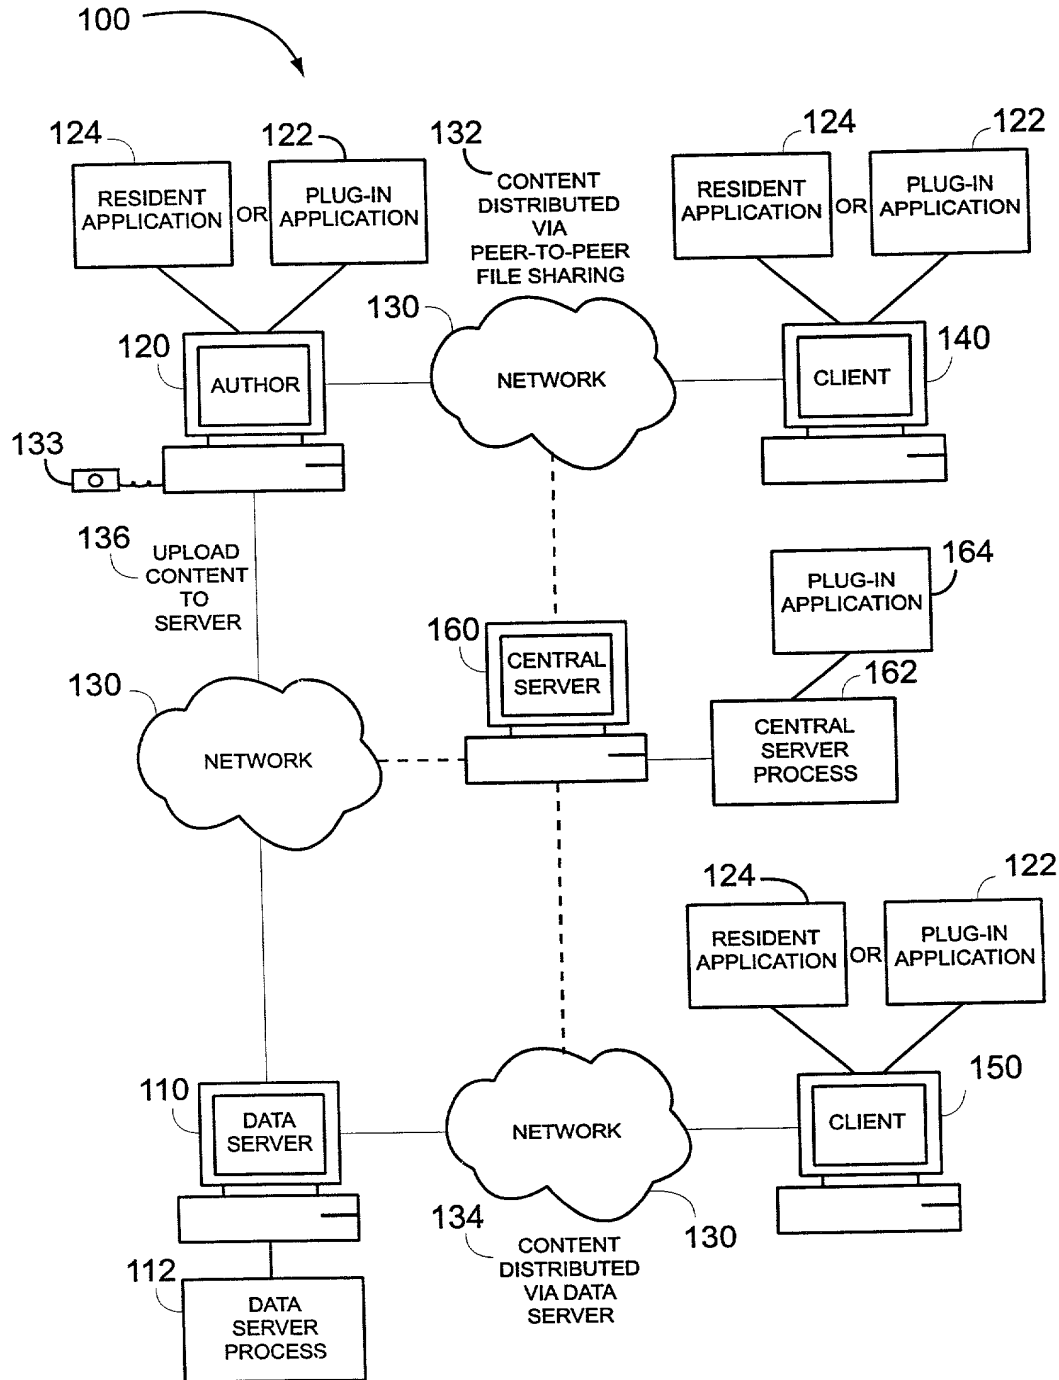 100
124
122
132
124
122
RESIDENT
APPLICATION
OR
PLUG-IN
APPLICATION
CONTENT
DISTRIBUTED
VIA
PEER-TO-PEER
FILE SHARING
RESIDENT
APPLICATION
OR
PLUG-IN
APPLICATION
130
120
AUTHOR
NETWORK
CLIENT
140
133
136
UPLOAD
CONTENT
TO
SERVER
PLUG-IN
APPLICATION
164
160
CENTRAL
SERVER
162
130
NETWORK
CENTRAL
SERVER
PROCESS
124
122
RESIDENT
APPLICATION
OR
PLUG-IN
APPLICATION
110
DATA
SERVER
NETWORK
CLIENT
150
134
130
CONTENT
DISTRIBUTED
VIA DATA
SERVER
112
DATA
SERVER
PROCESS